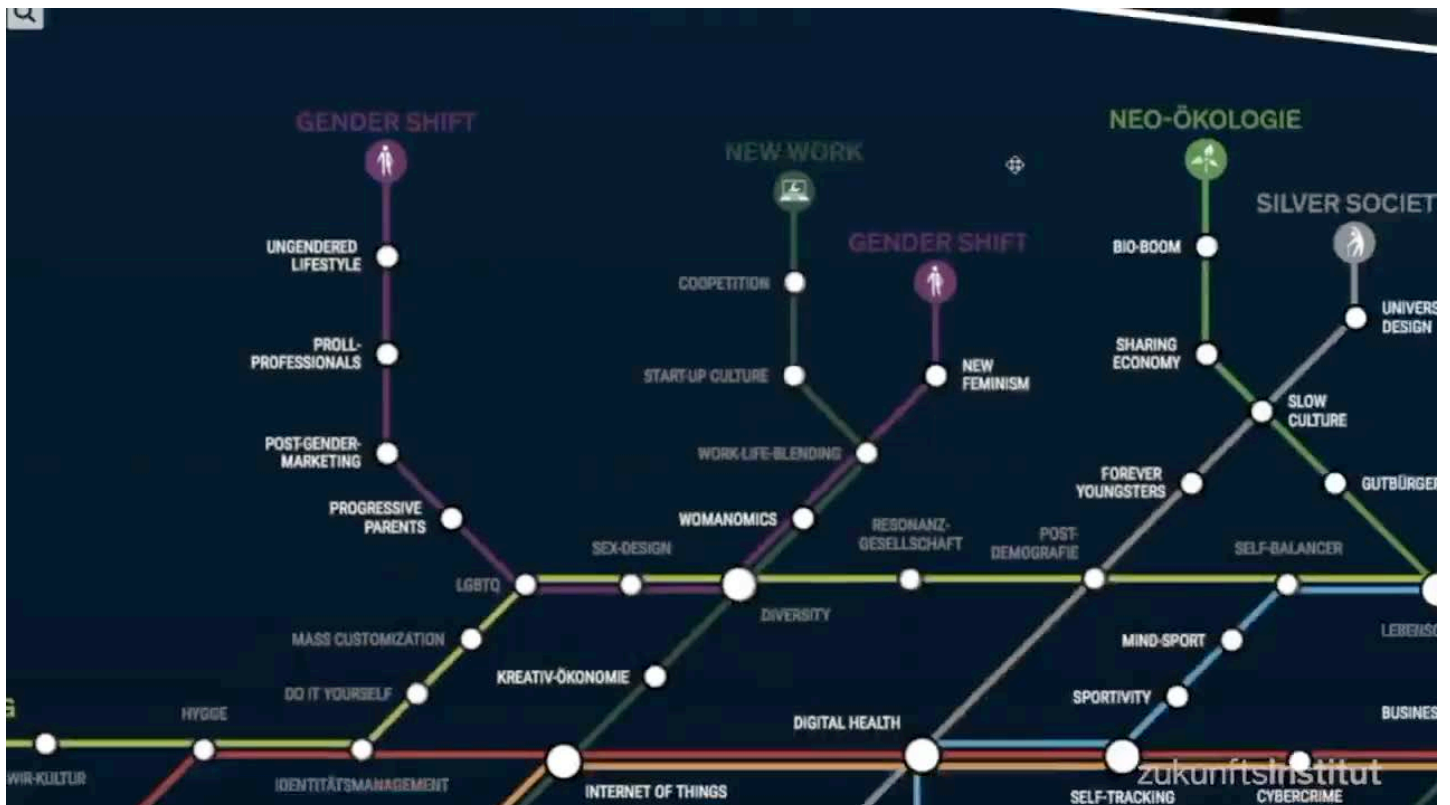 GENDER SHIFT
NEW WORK
NEO-ÖKOLOGIE
SILVER SOCIET
UNGENDERED
LIFESTYLE
GENDER SHIFT
BIO-BOOM
COOPETITION
UNIVERS
DESIGN
PROLL-
PROFESSIONALS
START-UP CULTURE
NEW
FEMINISM
SHARING
ECONOMY
SLOW
CULTURE
POST-GENDER-
MARKETING
WORK-LIFE-BLENDING
FOREVER
YOUNGSTERS
GUTBÜRGER
PROGRESSIVE
PARENTS
WOMANOMICS
SEX-DESIGN
RESONANZ-
GESELLSCHAFT
POST-
DEMOGRAFIE
SELF-BALANCER
LGBTQ
DIVERSITY
MASS CUSTOMIZATION
MIND-SPORT
LEBENSQ
KREATIV-ÖKONOMIE
DO IT YOURSELF
SPORTIVITY
G
HYGGE
DIGITAL HEALTH
BUSINES
WIR-KULTUR
IDENTITÄTSMANAGEMENT
INTERNET OF THINGS
zukunftsInstitut
SELF-TRACKING
CYBERCRIME